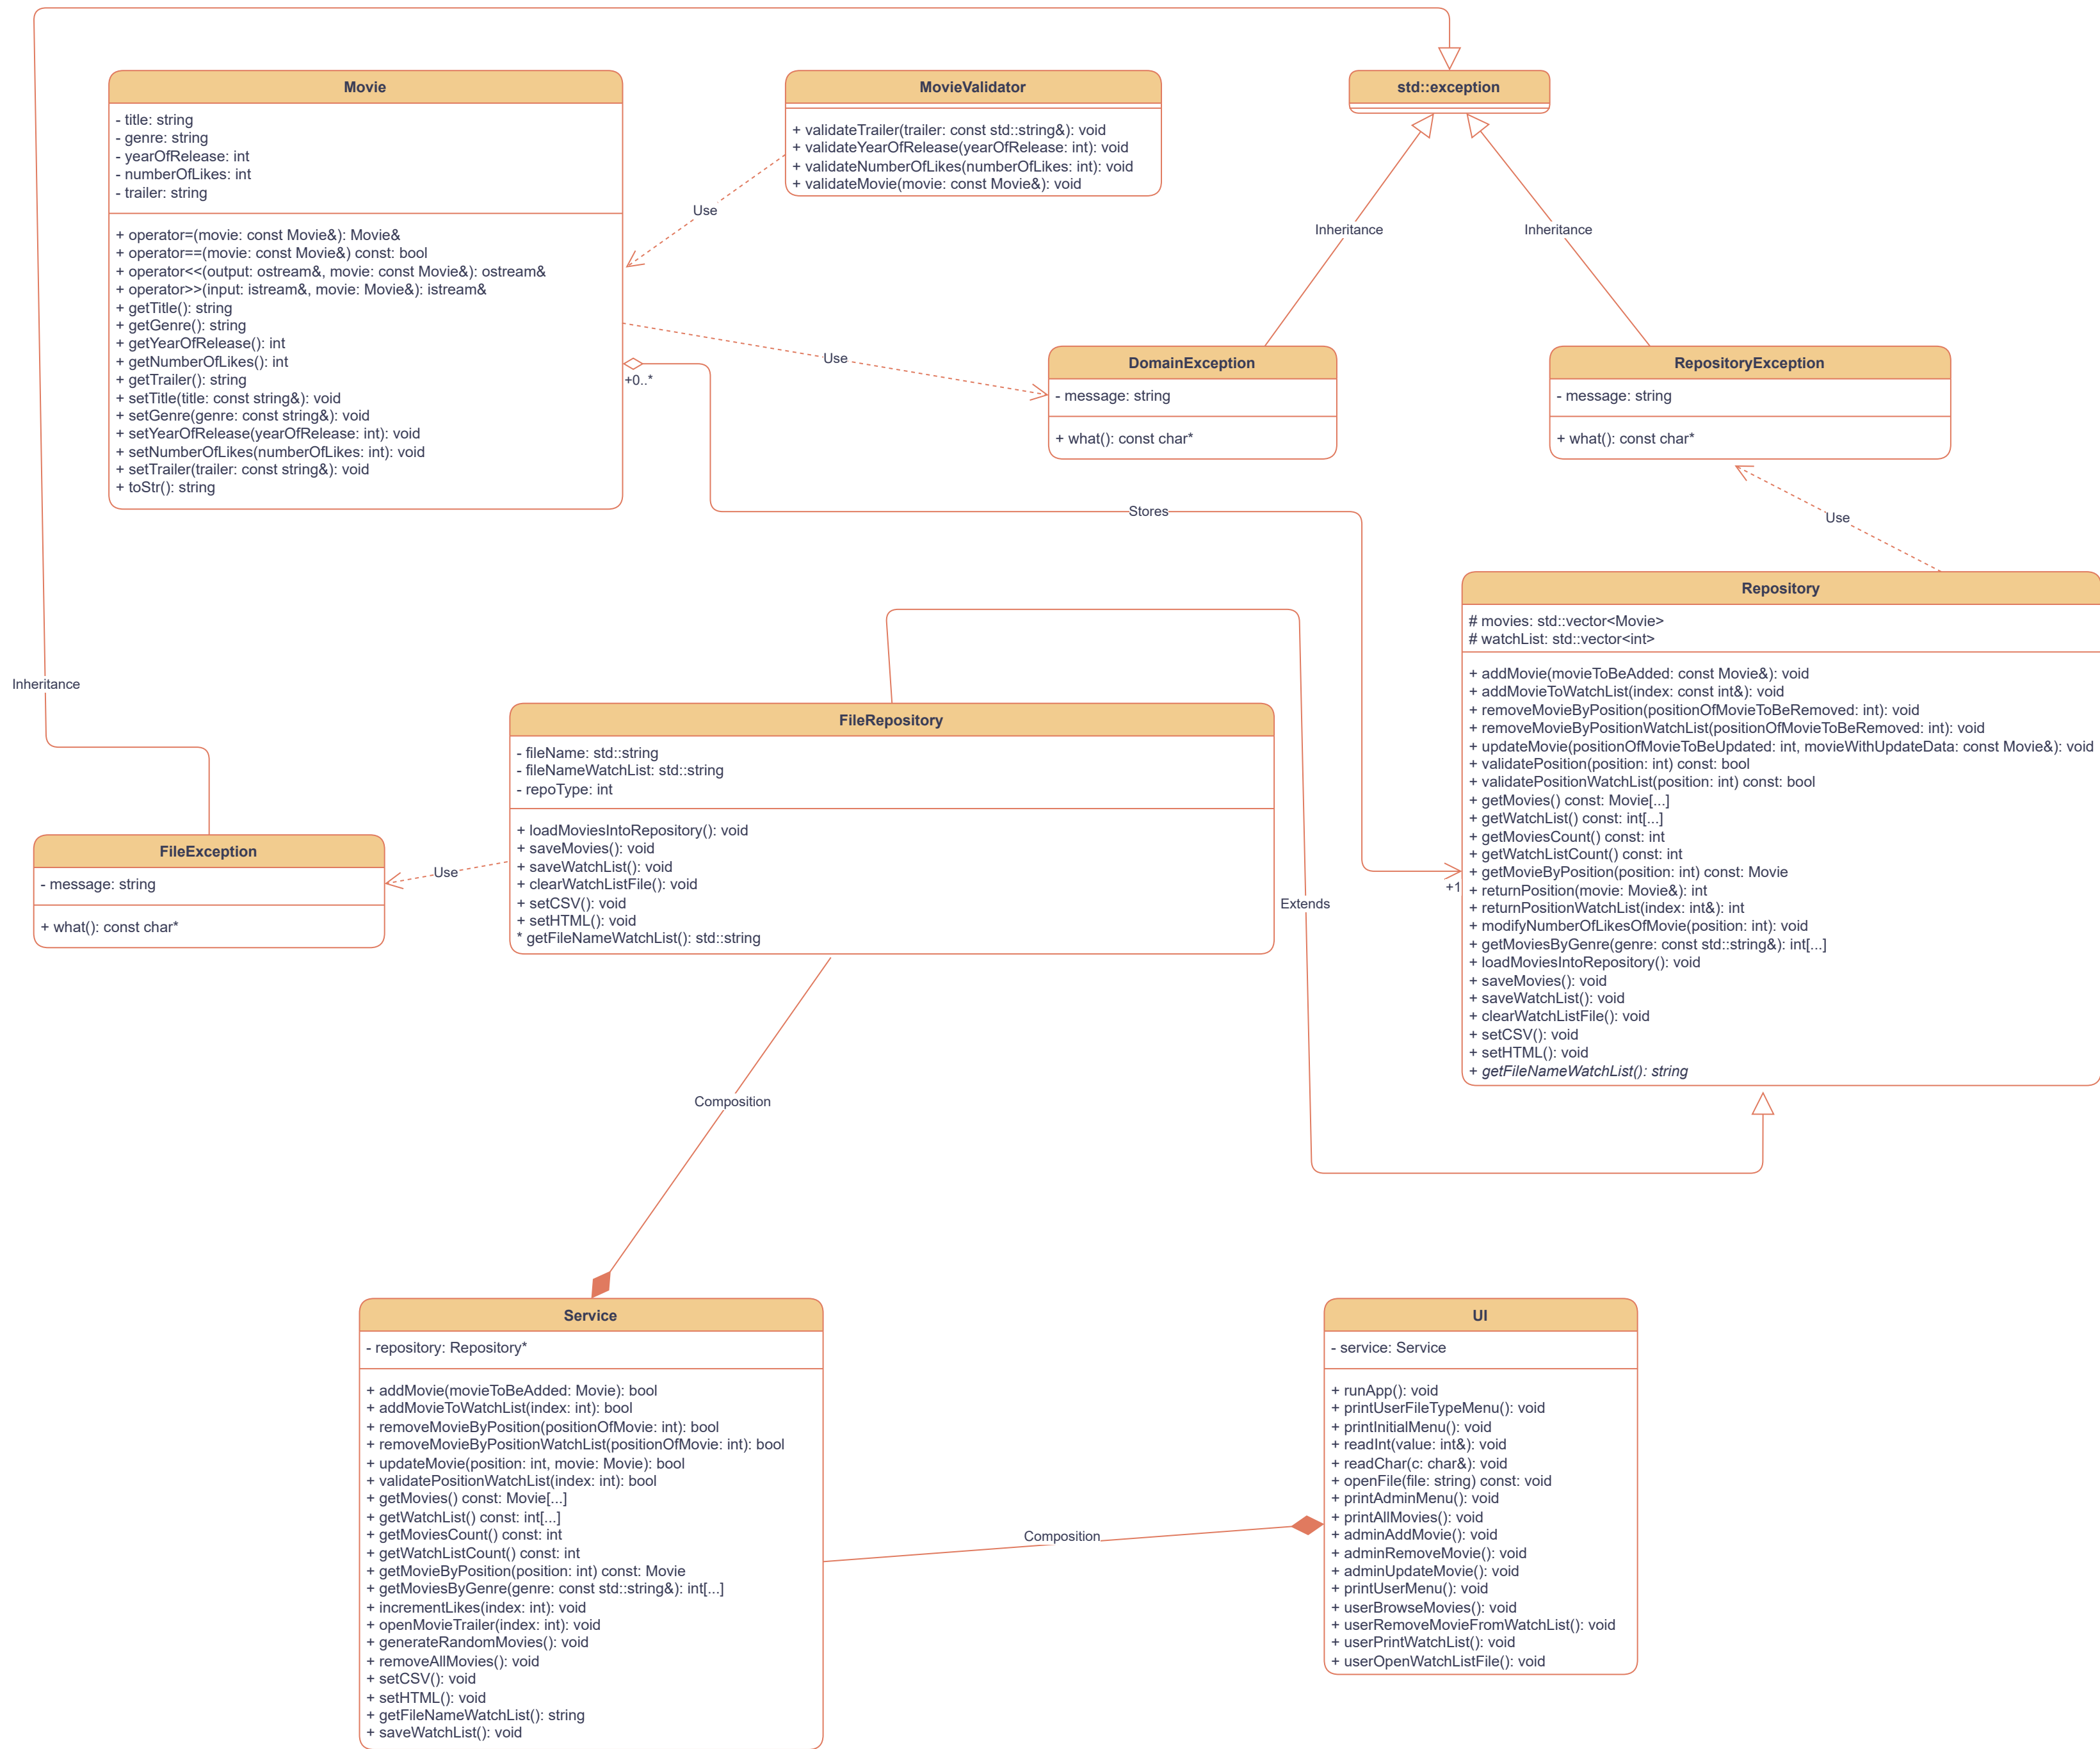 Movie
- title: string
- genre: string
- yearOfRelease: int
- numberOfLikes: int
- trailer: string
+ operator=(movie: const Movie&): Movie&
+ operator==(movie: const Movie&) const: bool
+ operator<<(output: ostream&, movie: const Movie&): ostream&
+ operator>>(input: istream&, movie: Movie&): istream&
+ getTitle(): string
+ getGenre(): string
+ getYearOfRelease(): int
+ getNumberOfLikes(): int
+ getTrailer(): string
+ setTitle(title: const string&): void
+ setGenre(genre: const string&): void
+ setYearOfRelease(yearOfRelease: int): void
+ setNumberOfLikes(numberOfLikes: int): void
+ setTrailer(trailer: const string&): void
+ toStr(): string
MovieValidator
+ validateTrailer(trailer: const std::string&): void
+ validateYearOfRelease(yearOfRelease: int): void
+ validateNumberOfLikes(numberOfLikes: int): void
+ validateMovie(movie: const Movie&): void
std::exception
Use
Inheritance
Inheritance
Use
+0..*
DomainException
- message: string
+ what(): const char*
RepositoryException
- message: string
+ what(): const char*
Stores
Use
Repository
# movies: std::vector<Movie>
# watchList: std::vector<int>
+ addMovie(movieToBeAdded: const Movie&): void
+ addMovieToWatchList(index: const int&): void
+ removeMovieByPosition(positionOfMovieToBeRemoved: int): void
+ removeMovieByPositionWatchList(positionOfMovieToBeRemoved: int): void
+ updateMovie(positionOfMovieToBeUpdated: int, movieWithUpdateData: const Movie&): void
+ validatePosition(position: int) const: bool
+ validatePositionWatchList(position: int) const: bool
+ getMovies() const: Movie[...]
+ getWatchList() const: int[...]
+ getMoviesCount() const: int
+ getWatchListCount() const: int
+ getMovieByPosition(position: int) const: Movie
+ returnPosition(movie: Movie&): int
+ returnPositionWatchList(index: int&): int
+ modifyNumberOfLikesOfMovie(position: int): void
+ getMoviesByGenre(genre: const std::string&): int[...]
+ loadMoviesIntoRepository(): void
+ saveMovies(): void
+ saveWatchList(): void
+ clearWatchListFile(): void
+ setCSV(): void
+ setHTML(): void
+ getFileNameWatchList(): string
+1
Inheritance
FileRepository
- fileName: std::string
- fileNameWatchList: std::string
- repoType: int
+ loadMoviesIntoRepository(): void
+ saveMovies(): void
+ saveWatchList(): void
+ clearWatchListFile(): void
+ setCSV(): void
+ setHTML(): void
* getFileNameWatchList(): std::string
FileException
- message: string
+ what(): const char*
Use
Extends
Composition
Service
- repository: Repository*
+ addMovie(movieToBeAdded: Movie): bool
+ addMovieToWatchList(index: int): bool
+ removeMovieByPosition(positionOfMovie: int): bool
+ removeMovieByPositionWatchList(positionOfMovie: int): bool
+ updateMovie(position: int, movie: Movie): bool
+ validatePositionWatchList(index: int): bool
+ getMovies() const: Movie[...]
+ getWatchList() const: int[...]
+ getMoviesCount() const: int
+ getWatchListCount() const: int
+ getMovieByPosition(position: int) const: Movie
+ getMoviesByGenre(genre: const std::string&): int[...]
+ incrementLikes(index: int): void
+ openMovieTrailer(index: int): void
+ generateRandomMovies(): void
+ removeAllMovies(): void
+ setCSV(): void
+ setHTML(): void
+ getFileNameWatchList(): string
+ saveWatchList(): void
Composition
UI
- service: Service
+ runApp(): void
+ printUserFileTypeMenu(): void
+ printInitialMenu(): void
+ readInt(value: int&): void
+ readChar(c: char&): void
+ openFile(file: string) const: void
+ printAdminMenu(): void
+ printAllMovies(): void
+ adminAddMovie(): void
+ adminRemoveMovie(): void
+ adminUpdateMovie(): void
+ printUserMenu(): void
+ userBrowseMovies(): void
+ userRemoveMovieFromWatchList(): void
+ userPrintWatchList(): void
+ userOpenWatchListFile(): void